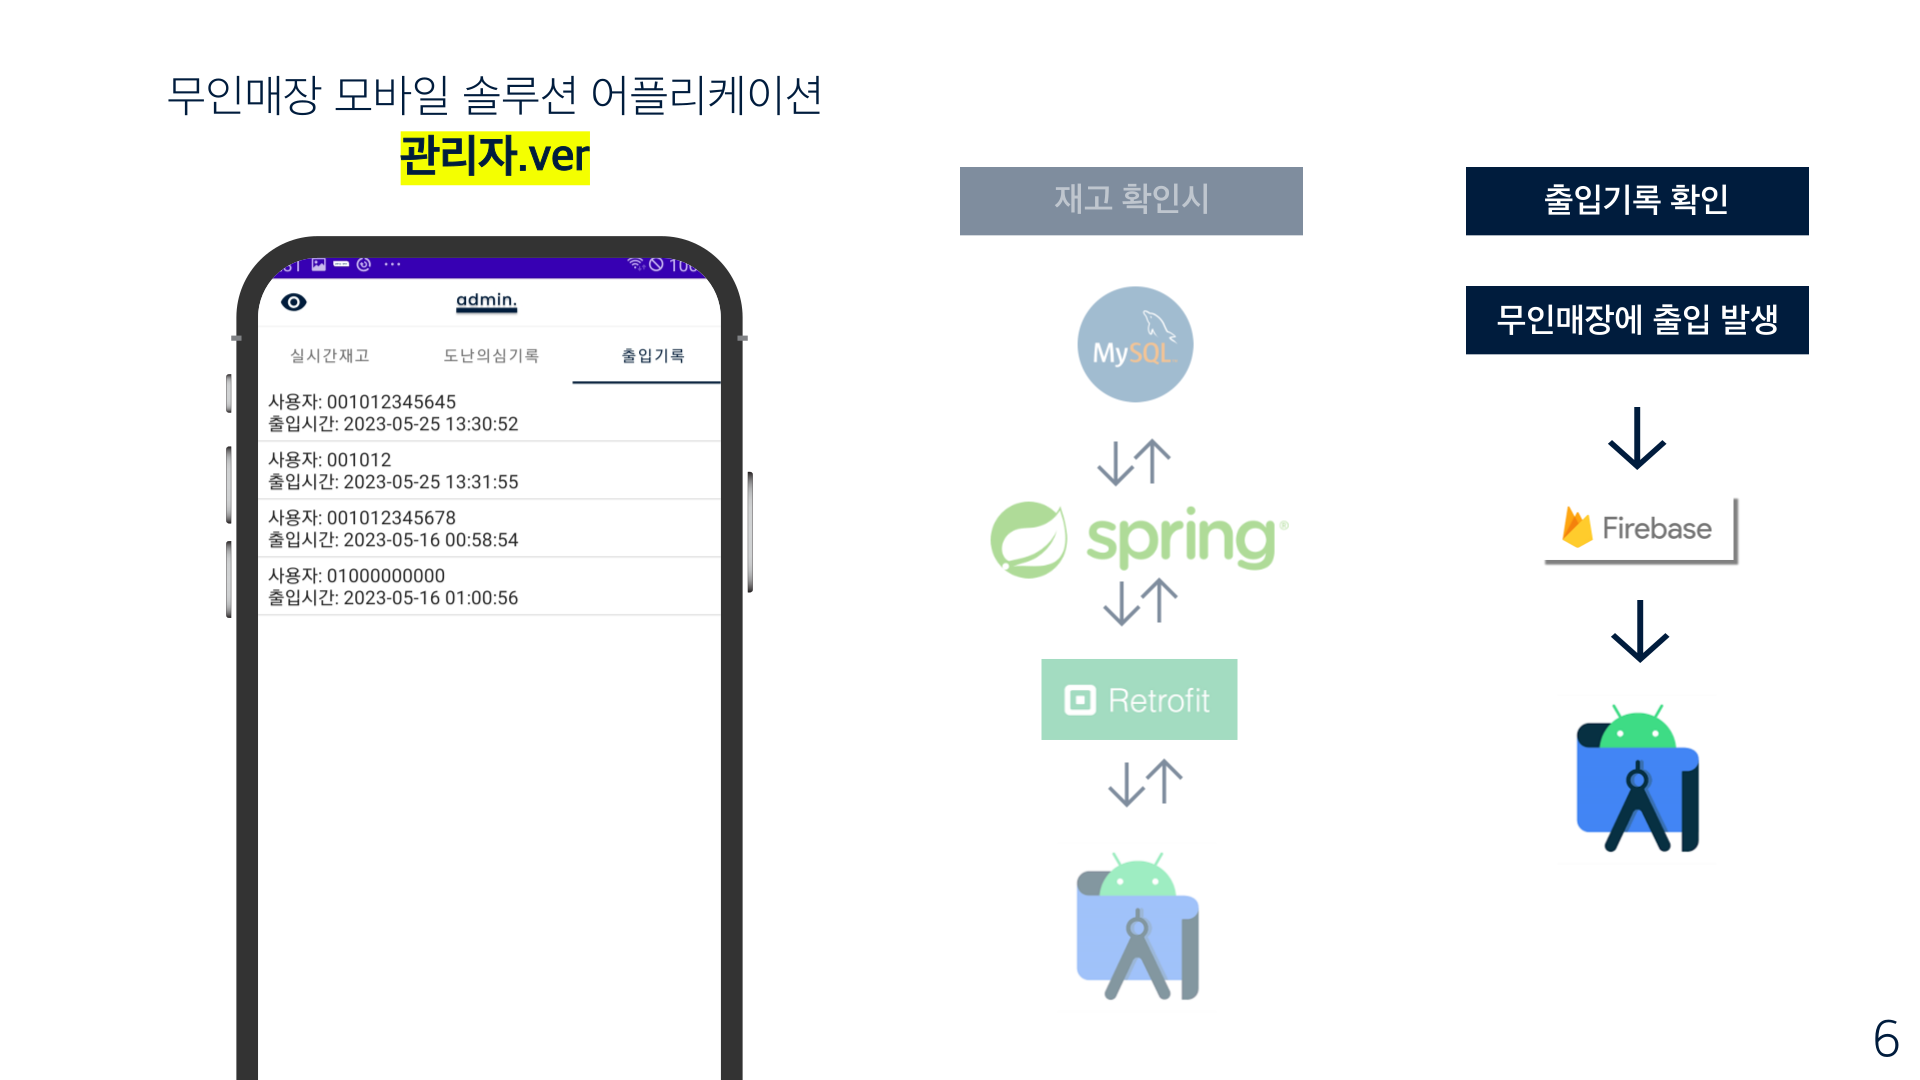 무인매장 모바일 솔루션 어플리케이션
관리자.ver
admin.
실시간재고 도난의심기록 출입기록
사용자: 001012345645
출입시간: 2023-05-25 13:30:52
사용자: 001012
출입시간: 2023-05-25 13:31:55
사용자: 001012345678
출입시간: 2023-05-16 00:58:54
사용자: 01000000000
출입시간: 2023-05-16 01:00:56
재고 확인시
MySQL
spring
Retrofit
출입기록 확인
무인매장에 출입 발생
Firebase
6